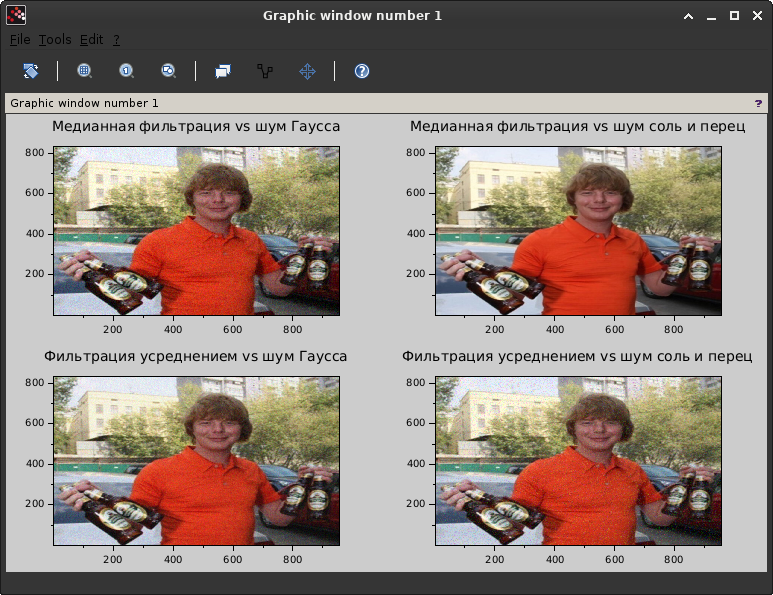 Graphic window number 1
File Tools Edit ?
Graphic window number 1 ?
Медианная фильтрация vs шум Гаусса
800
600
400
200
200 400 600 800
Медианная фильтрация vs шум соль и перец
800
600
400
200
200 400 600 800
Фильтрация усреднением vs шум Гаусса
800
600
400
200
200 400 600 800
Фильтрация усреднением vs шум соль и перец
800
600
400
200
200 400 600 800